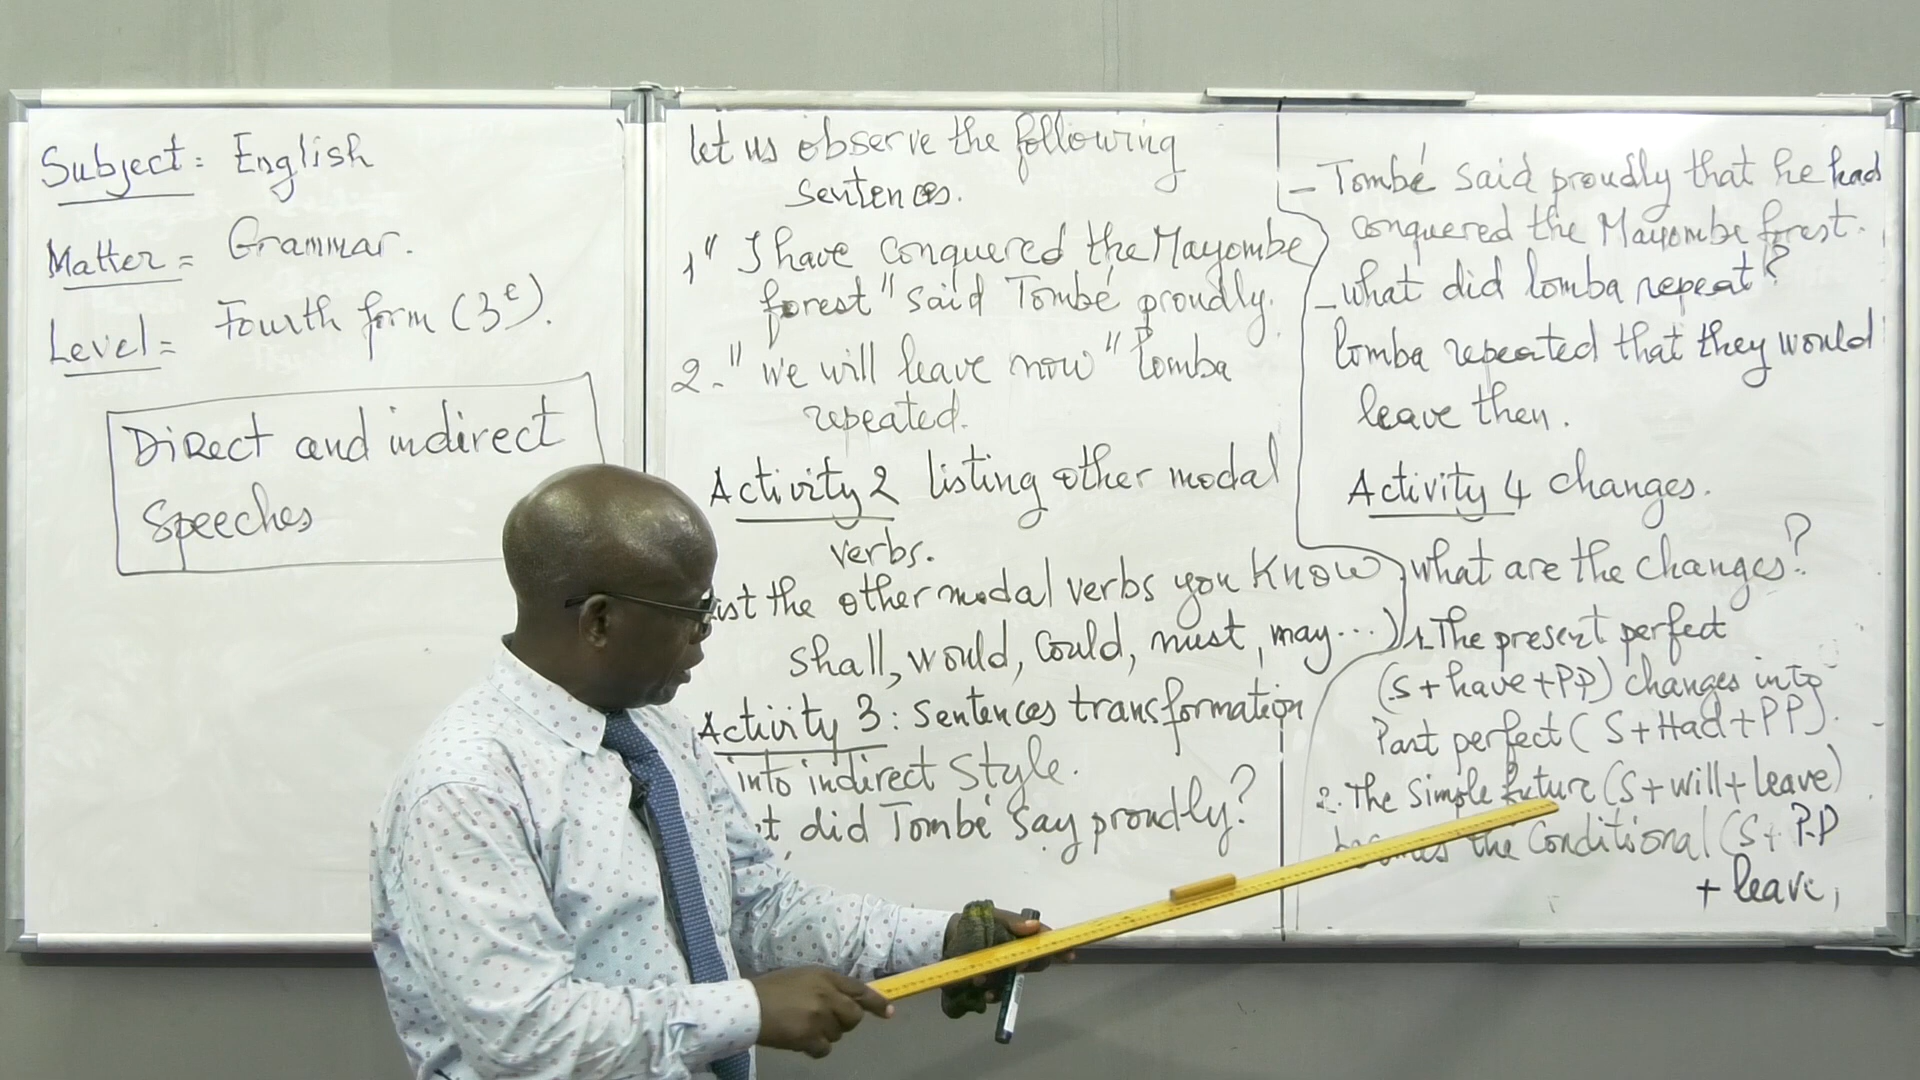 Subject: English
Matter = Grammar.
Level = Fourth form (3e).
Direct and indirect
Speeches
let us observe the following
sentences.
1" I have conquered the Mayombe
forest" said Tombé proudly.
2-" we will leave now" lomba
repeated.
Activity 2 listing other modal
verbs.
the other modal verbs you know
shall, would, could, must, may...)
Activity 3: Sentences transformation
into indirect Style.
did Tombé say proudly?
- Tombé said proudly that he had
conquered the Mayombe forest.
- what did lomba repeat?
lomba repeated that they would
leave then.
Activity 4 changes.
what are the changes?
1. The present perfect
(S + have + PP) changes into
Past perfect (S + Had + PP).
2. The Simple future (S + will + leave)
the Conditional (S + P.P
+ leave,